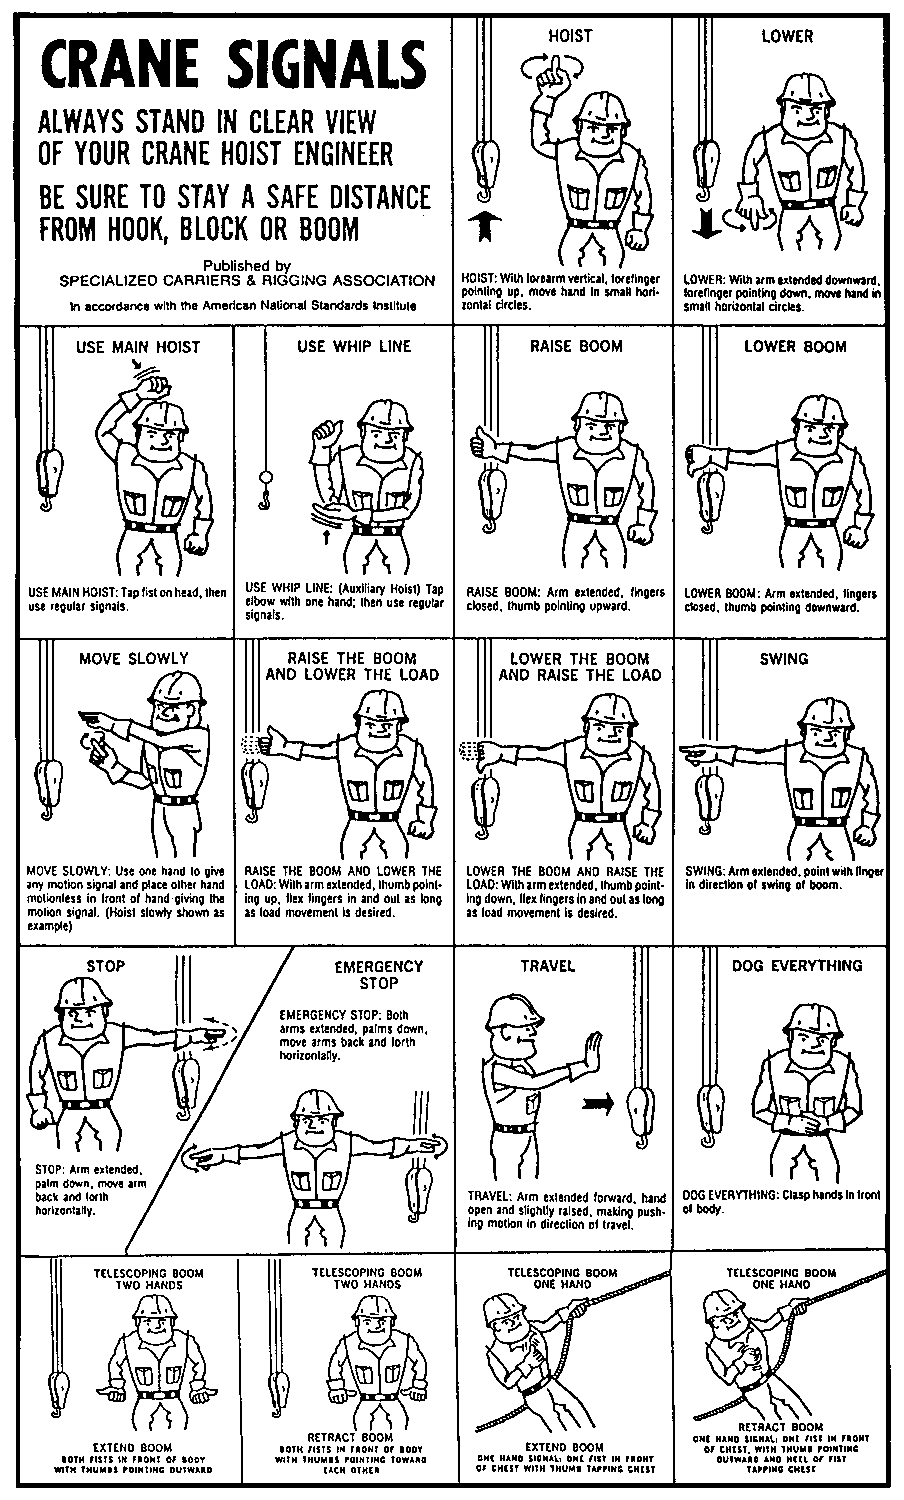 CRANE SIGNALS
ALWAYS STAND IN CLEAR VIEW
OF YOUR CRANE HOIST ENGINEER
BE SURE TO STAY A SAFE DISTANCE
FROM HOOK, BLOCK OR BOOM
Published by
SPECIALIZED CARRIERS & RIGGING ASSOCIATION
In accordance with the American National Standards Institute
HOIST
HOIST: With forearm vertical, forefinger
pointing up, move hand in small hori-
zontal circles.
LOWER
LOWER: With arm extended downward,
forefinger pointing down, move hand in
small horizontal circles.
USE MAIN HOIST
USE MAIN HOIST: Tap fist on head, then
use regular signals.
USE WHIP LINE
USE WHIP LINE: (Auxiliary Hoist) Tap
elbow with one hand; then use regular
signals.
RAISE BOOM
RAISE BOOM: Arm extended, fingers
closed, thumb pointing upward.
LOWER BOOM
LOWER BOOM: Arm extended, fingers
closed, thumb pointing downward.
MOVE SLOWLY
MOVE SLOWLY: Use one hand to give
any motion signal and place other hand
motionless in front of hand giving the
motion signal. (Hoist slowly shown as
example)
RAISE THE BOOM
AND LOWER THE LOAD
RAISE THE BOOM AND LOWER THE
LOAD: With arm extended, thumb point-
ing up, flex fingers in and out as long
as load movement is desired.
LOWER THE BOOM
AND RAISE THE LOAD
LOWER THE BOOM AND RAISE THE
LOAD: With arm extended, thumb point-
ing down, flex fingers in and out as long
as load movement is desired.
SWING
SWING: Arm extended, point with finger
in direction of swing of boom.
STOP
STOP: Arm extended,
palm down, move arm
back and forth
horizontally.
EMERGENCY
STOP
EMERGENCY STOP: Both
arms extended, palms down,
move arms back and forth
horizontally.
TRAVEL
TRAVEL: Arm extended forward, hand
open and slightly raised, making push-
ing motion in direction of travel.
DOG EVERYTHING
DOG EVERYTHING: Clasp hands in front
of body.
TELESCOPING BOOM
TWO HANDS
EXTEND BOOM
BOTH FISTS IN FRONT OF BODY
WITH THUMBS POINTING OUTWARD
TELESCOPING BOOM
TWO HANDS
RETRACT BOOM
BOTH FISTS IN FRONT OF BODY
WITH THUMBS POINTING TOWARD
EACH OTHER
TELESCOPING BOOM
ONE HAND
EXTEND BOOM
ONE HAND SIGNAL: ONE FIST IN FRONT
OF CHEST WITH THUMB TAPPING CHEST
TELESCOPING BOOM
ONE HAND
RETRACT BOOM
ONE HAND SIGNAL: ONE FIST IN FRONT
OF CHEST, WITH THUMB POINTING
OUTWARD AND HEEL OF FIST
TAPPING CHEST